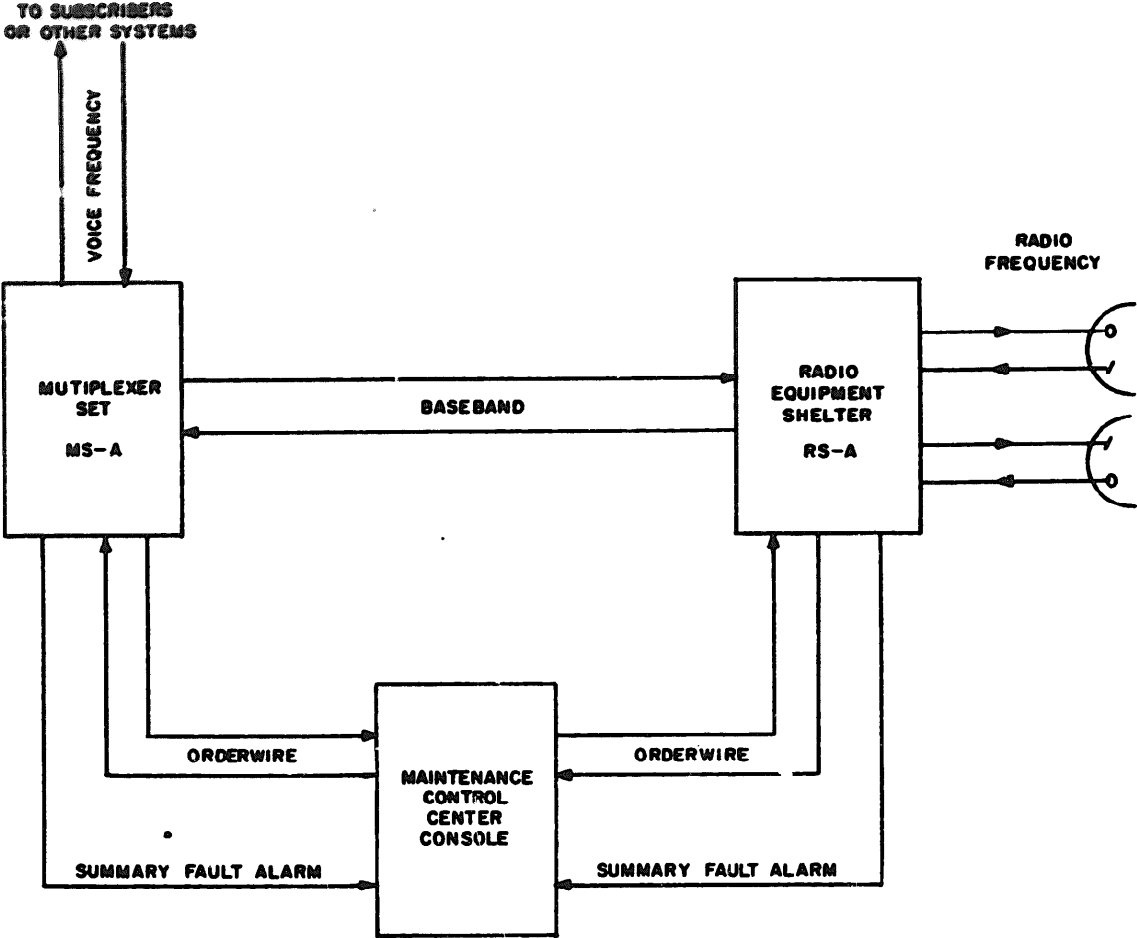 TO SUBSCRIBERS
OR OTHER SYSTEMS
VOICE FREQUENCY
RADIO
FREQUENCY
MUTIPLEXER
SET
MS-A
BASEBAND
RADIO
EQUIPMENT
SHELTER
RS-A
ORDERWIRE
ORDERWIRE
MAINTENANCE
CONTROL
CENTER
CONSOLE
SUMMARY FAULT ALARM
SUMMARY FAULT ALARM